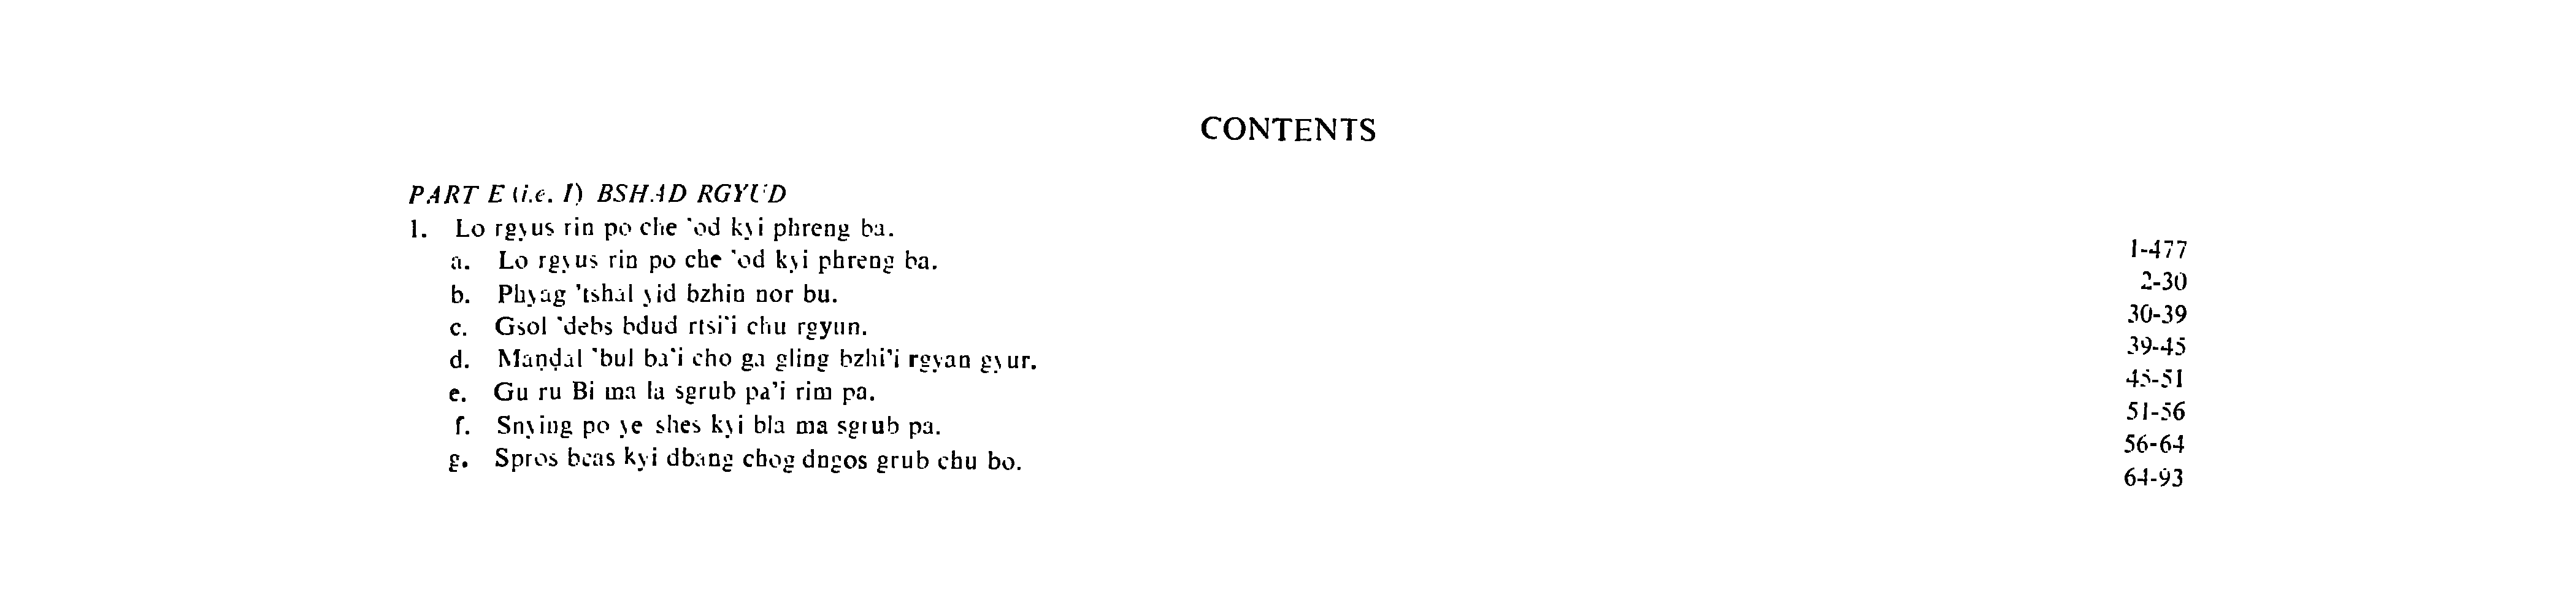 CONTENTS
PART E (i.e. I) BSHAD RGYUD
1. Lo rgyus rin po che 'od kyi phreng ba. 1-477
a. Lo rgyus rin po che 'od kyi phreng ba. 2-30
b. Phyag 'tshal yid bzhin nor bu. 30-39
c. Gsol 'debs bdud rtsi'i chu rgyun. 39-45
d. Maṇḍal 'bul ba'i cho ga gling bzhi'i rgyan gyur. 45-51
e. Gu ru Bi ma la sgrub pa'i rim pa. 51-56
f. Snying po ye shes kyi bla ma sgrub pa. 56-64
g. Spros bcas kyi dbang chog dngos grub chu bo. 64-93